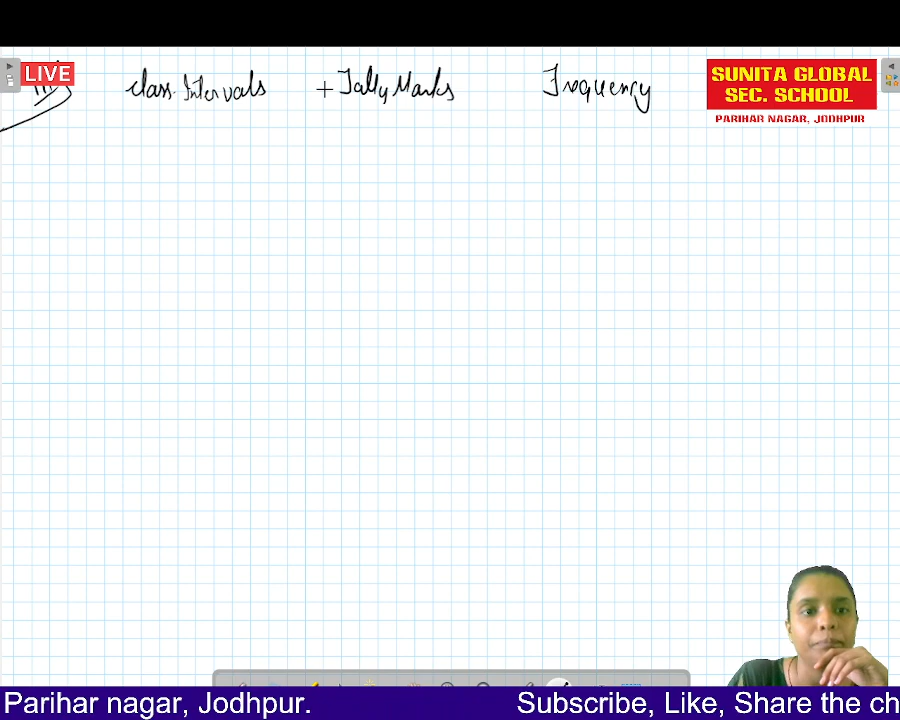 LIVE
class Intervals + Tally Marks Frequency
SUNITA GLOBAL
SEC. SCHOOL
PARIHAR NAGAR, JODHPUR
Parihar nagar, Jodhpur. Subscribe, Like, Share the ch